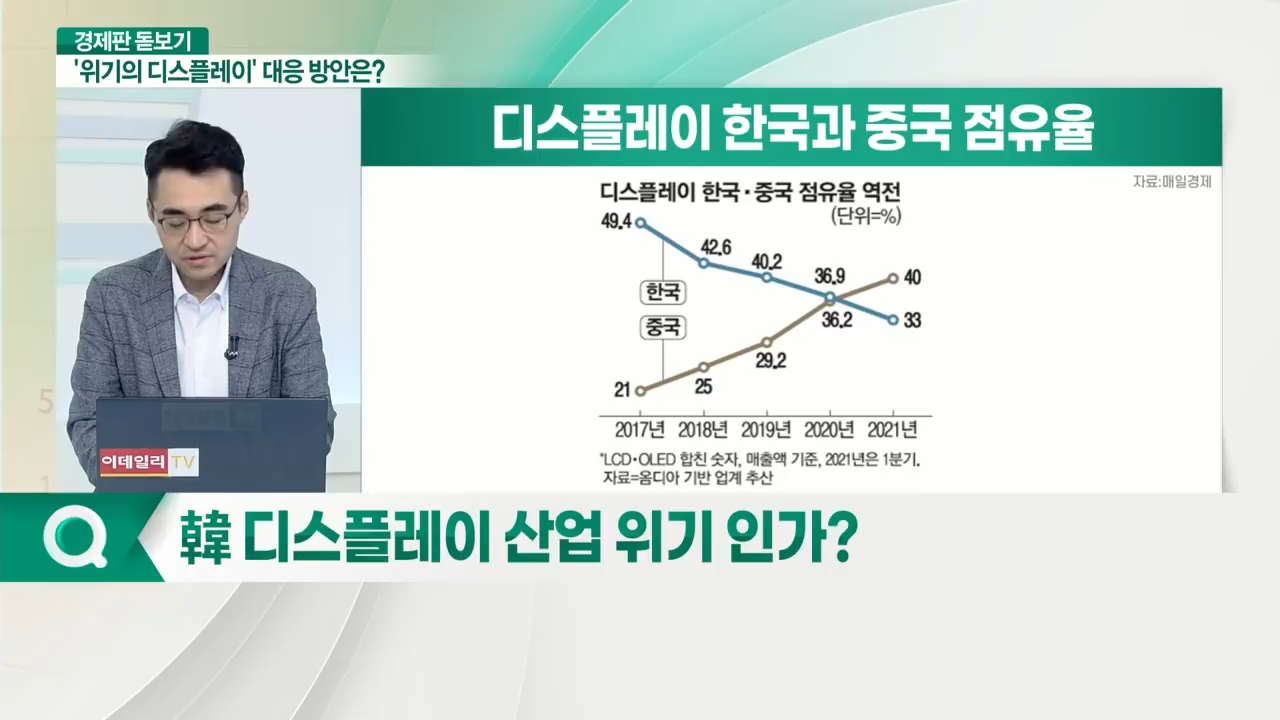 경제판 돋보기
'위기의 디스플레이' 대응 방안은?
디스플레이 한국과 중국 점유율
자료:매일경제
디스플레이 한국·중국 점유율 역전
(단위=%)
49.4
42.6
40.2
36.9
40
한국
중국
36.2
33
29.2
25
21
2017년 2018년 2019년 2020년 2021년
*LCD·OLED 합친 숫자, 매출액 기준, 2021년은 1분기.
자료=옴디아 기반 업계 추산
5
1
이데일리 TV
韓 디스플레이 산업 위기 인가?